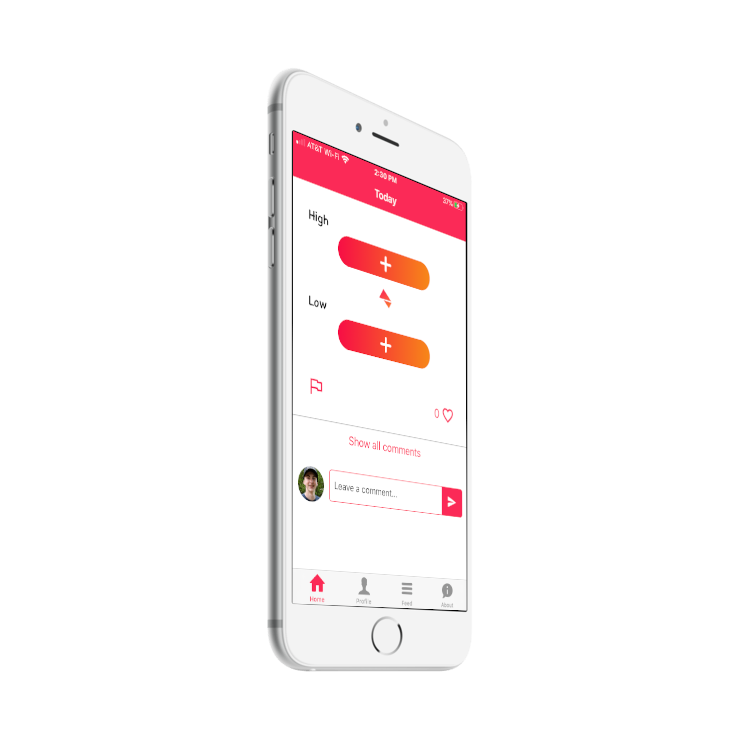 AT&T Wi-Fi
2:30 PM
37%
Today
High
+
Low
+
0
Show all comments
Leave a comment...
Home
Profile
Feed
About